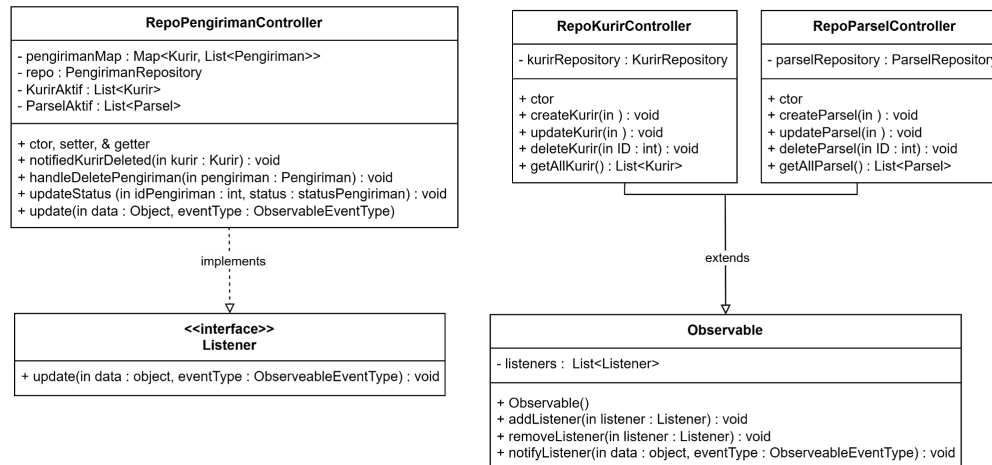 RepoPengirimanController
- pengirimanMap : Map<Kurir, List<Pengiriman>>
- repo : PengirimanRepository
- KurirAktif : List<Kurir>
- ParselAktif : List<Parsel>
+ ctor, setter, & getter
+ notifiedKurirDeleted(in kurir : Kurir) : void
+ handleDeletePengiriman(in pengiriman : Pengiriman) : void
+ updateStatus (in idPengiriman : int, status : statusPengiriman) : void
+ update(in data : Object, eventType : ObservableEventType)
implements
<<interface>>
Listener
+ update(in data : object, eventType : ObserveableEventType) : void
RepoKurirController
- kurirRepository : KurirRepository
+ ctor
+ createKurir(in ) : void
+ updateKurir(in ) : void
+ deleteKurir(in ID : int) : void
+ getAllKurir() : List<Kurir>
RepoParselController
- parselRepository : ParselRepository
+ ctor
+ createParsel(in ) : void
+ updateParsel(in ) : void
+ deleteParsel(in ID : int) : void
+ getAllParsel() : List<Parsel>
extends
Observable
- listeners : List<Listener>
+ Observable()
+ addListener(in listener : Listener) : void
+ removeListener(in listener : Listener) : void
+ notifyListener(in data : object, eventType : ObserveableEventType) : void